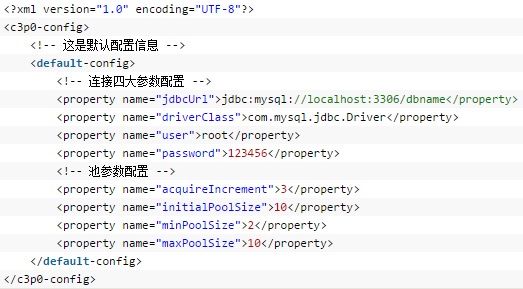 <?xml version="1.0" encoding="UTF-8"?>
<c3p0-config>
<!-- 这是默认配置信息 -->
<default-config>
<!-- 连接四大参数配置 -->
<property name="jdbcUrl">jdbc:mysql://localhost:3306/dbname</property>
<property name="driverClass">com.mysql.jdbc.Driver</property>
<property name="user">root</property>
<property name="password">123456</property>
<!-- 池参数配置 -->
<property name="acquireIncrement">3</property>
<property name="initialPoolSize">10</property>
<property name="minPoolSize">2</property>
<property name="maxPoolSize">10</property>
</default-config>
</c3p0-config>